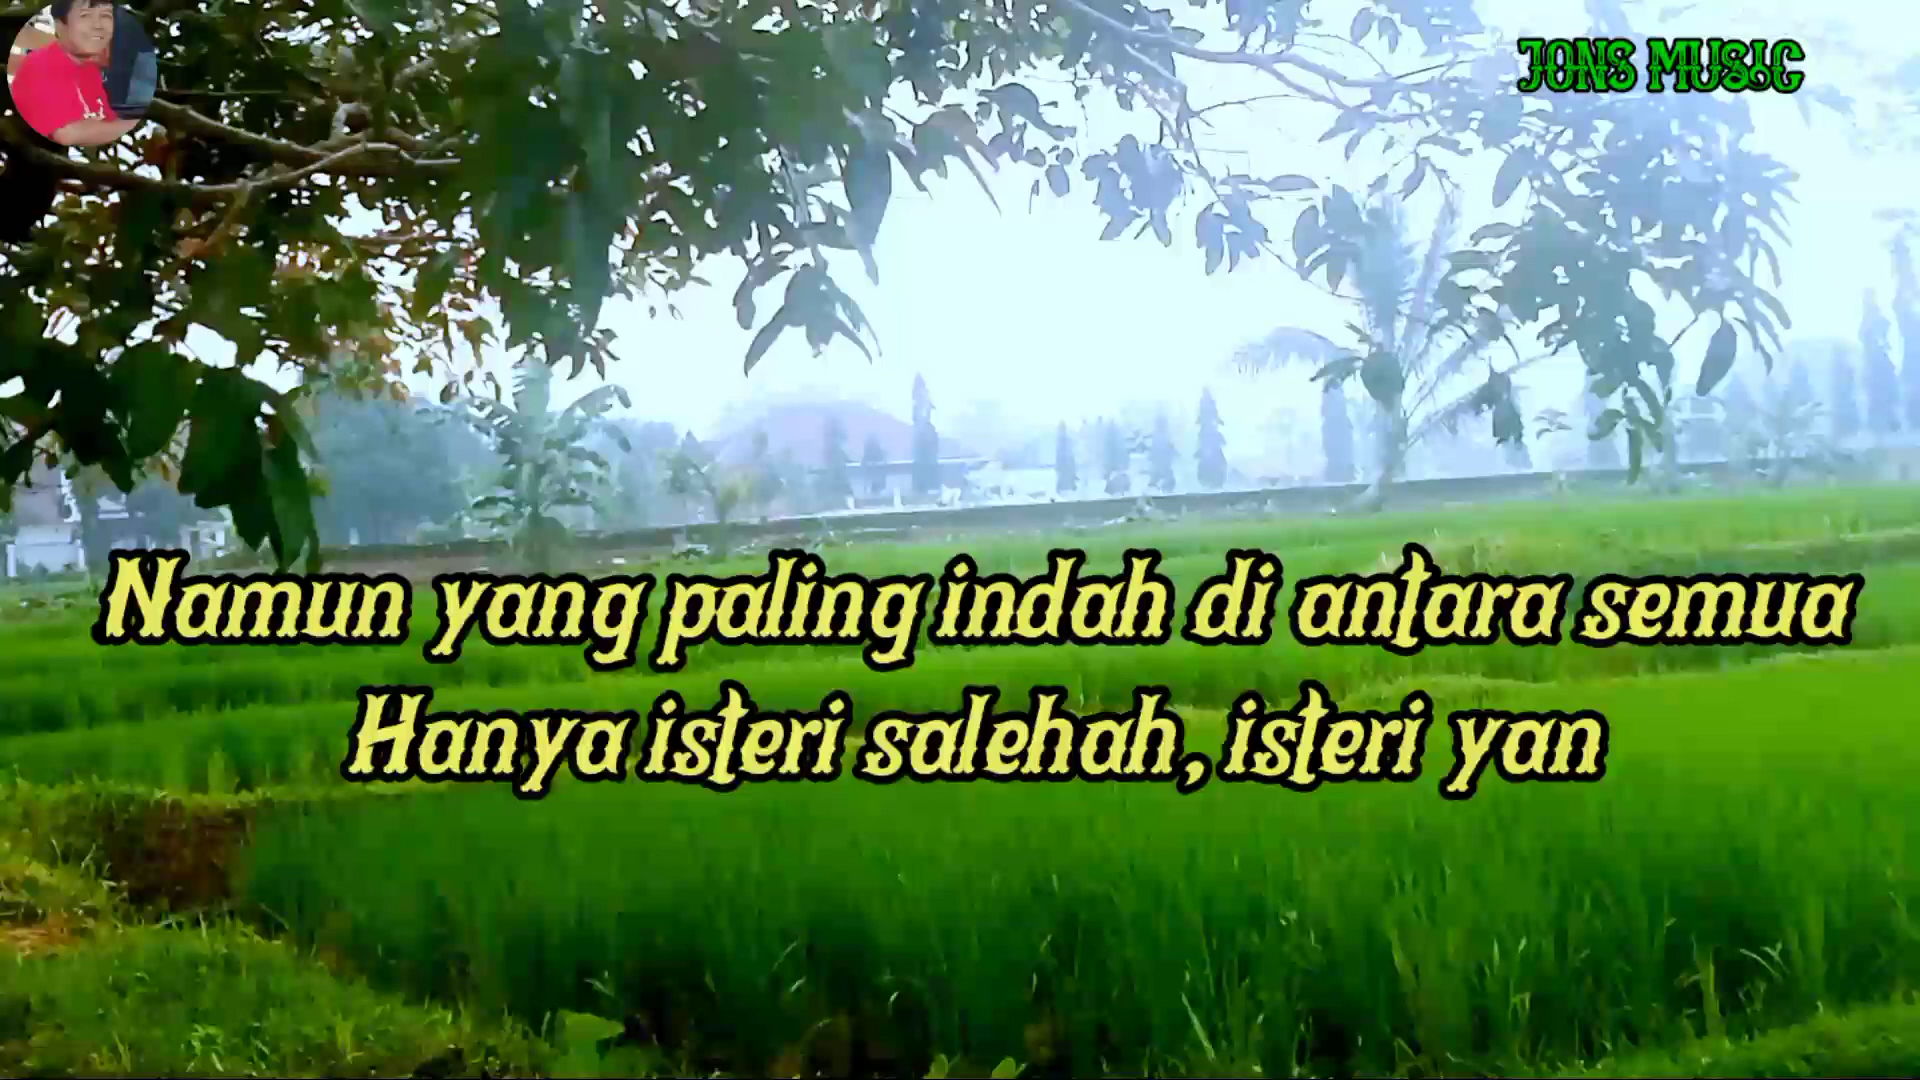 JONS MUSIC
Namun yang paling indah di antara semua
Hanya isteri salehah, isteri yan